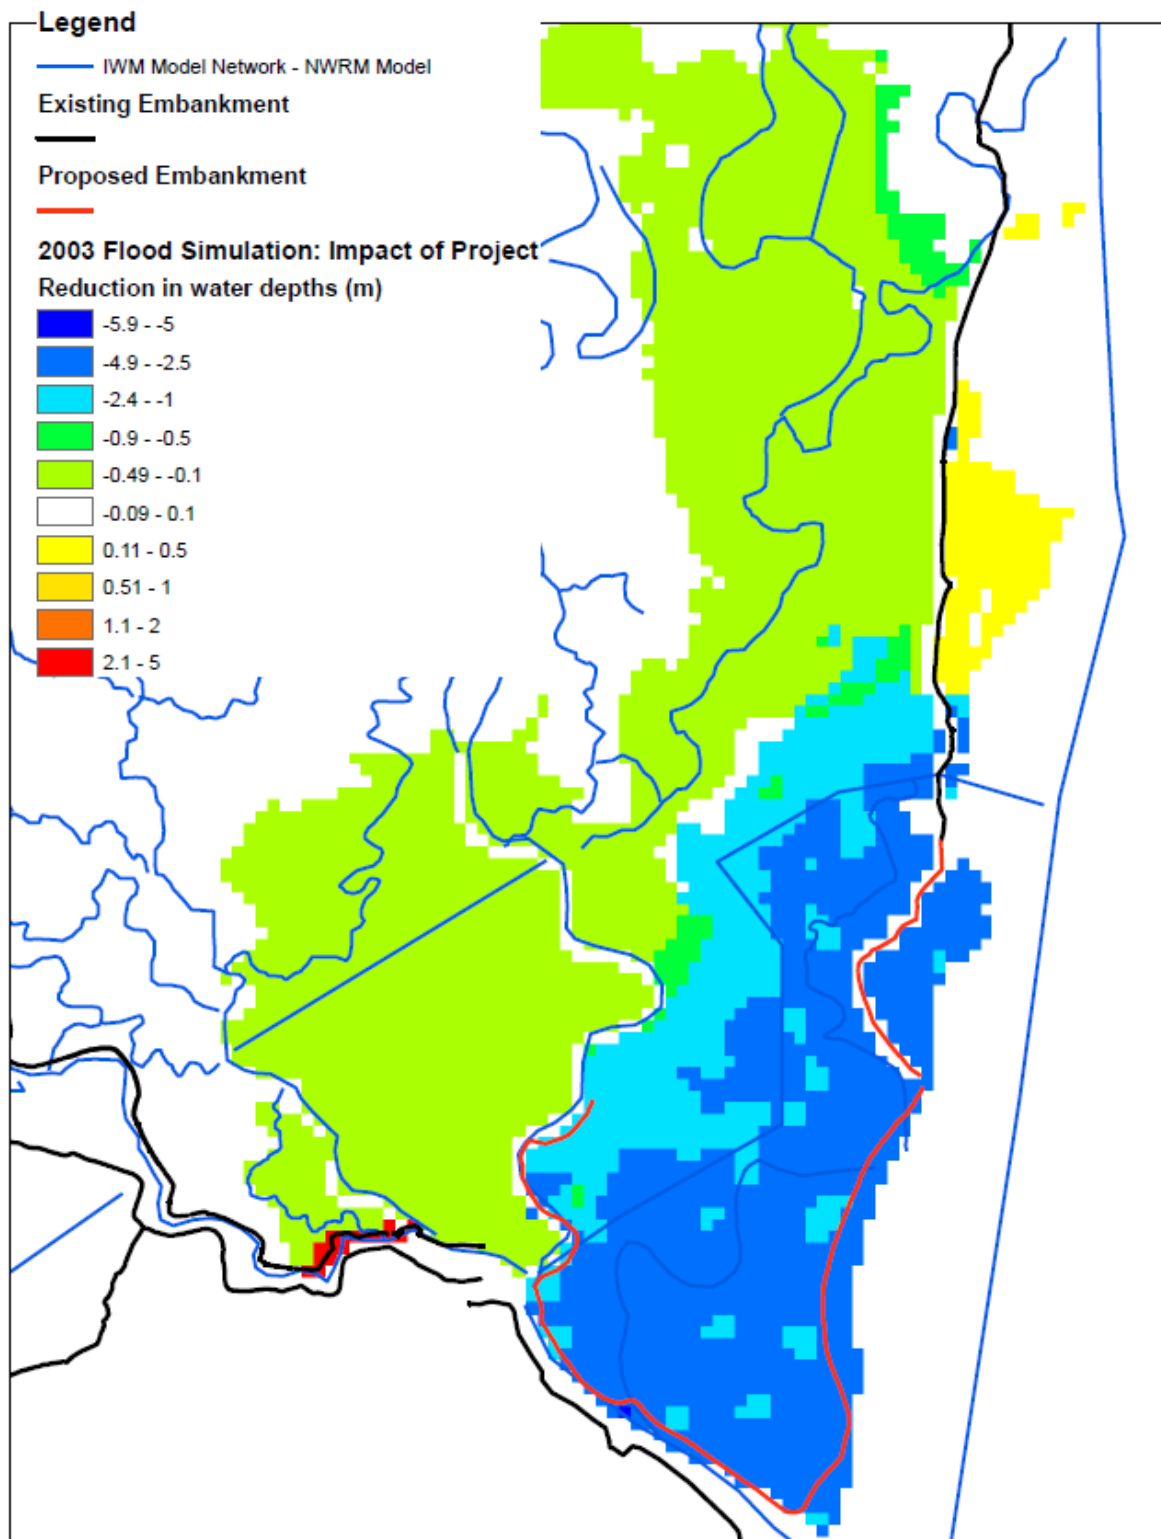 Legend
IWM Model Network - NWRM Model
Existing Embankment
Proposed Embankment
2003 Flood Simulation: Impact of Project
Reduction in water depths (m)
-5.9 - -5
-4.9 - -2.5
-2.4 - -1
-0.9 - -0.5
-0.49 - -0.1
-0.09 - 0.1
0.11 - 0.5
0.51 - 1
1.1 - 2
2.1 - 5